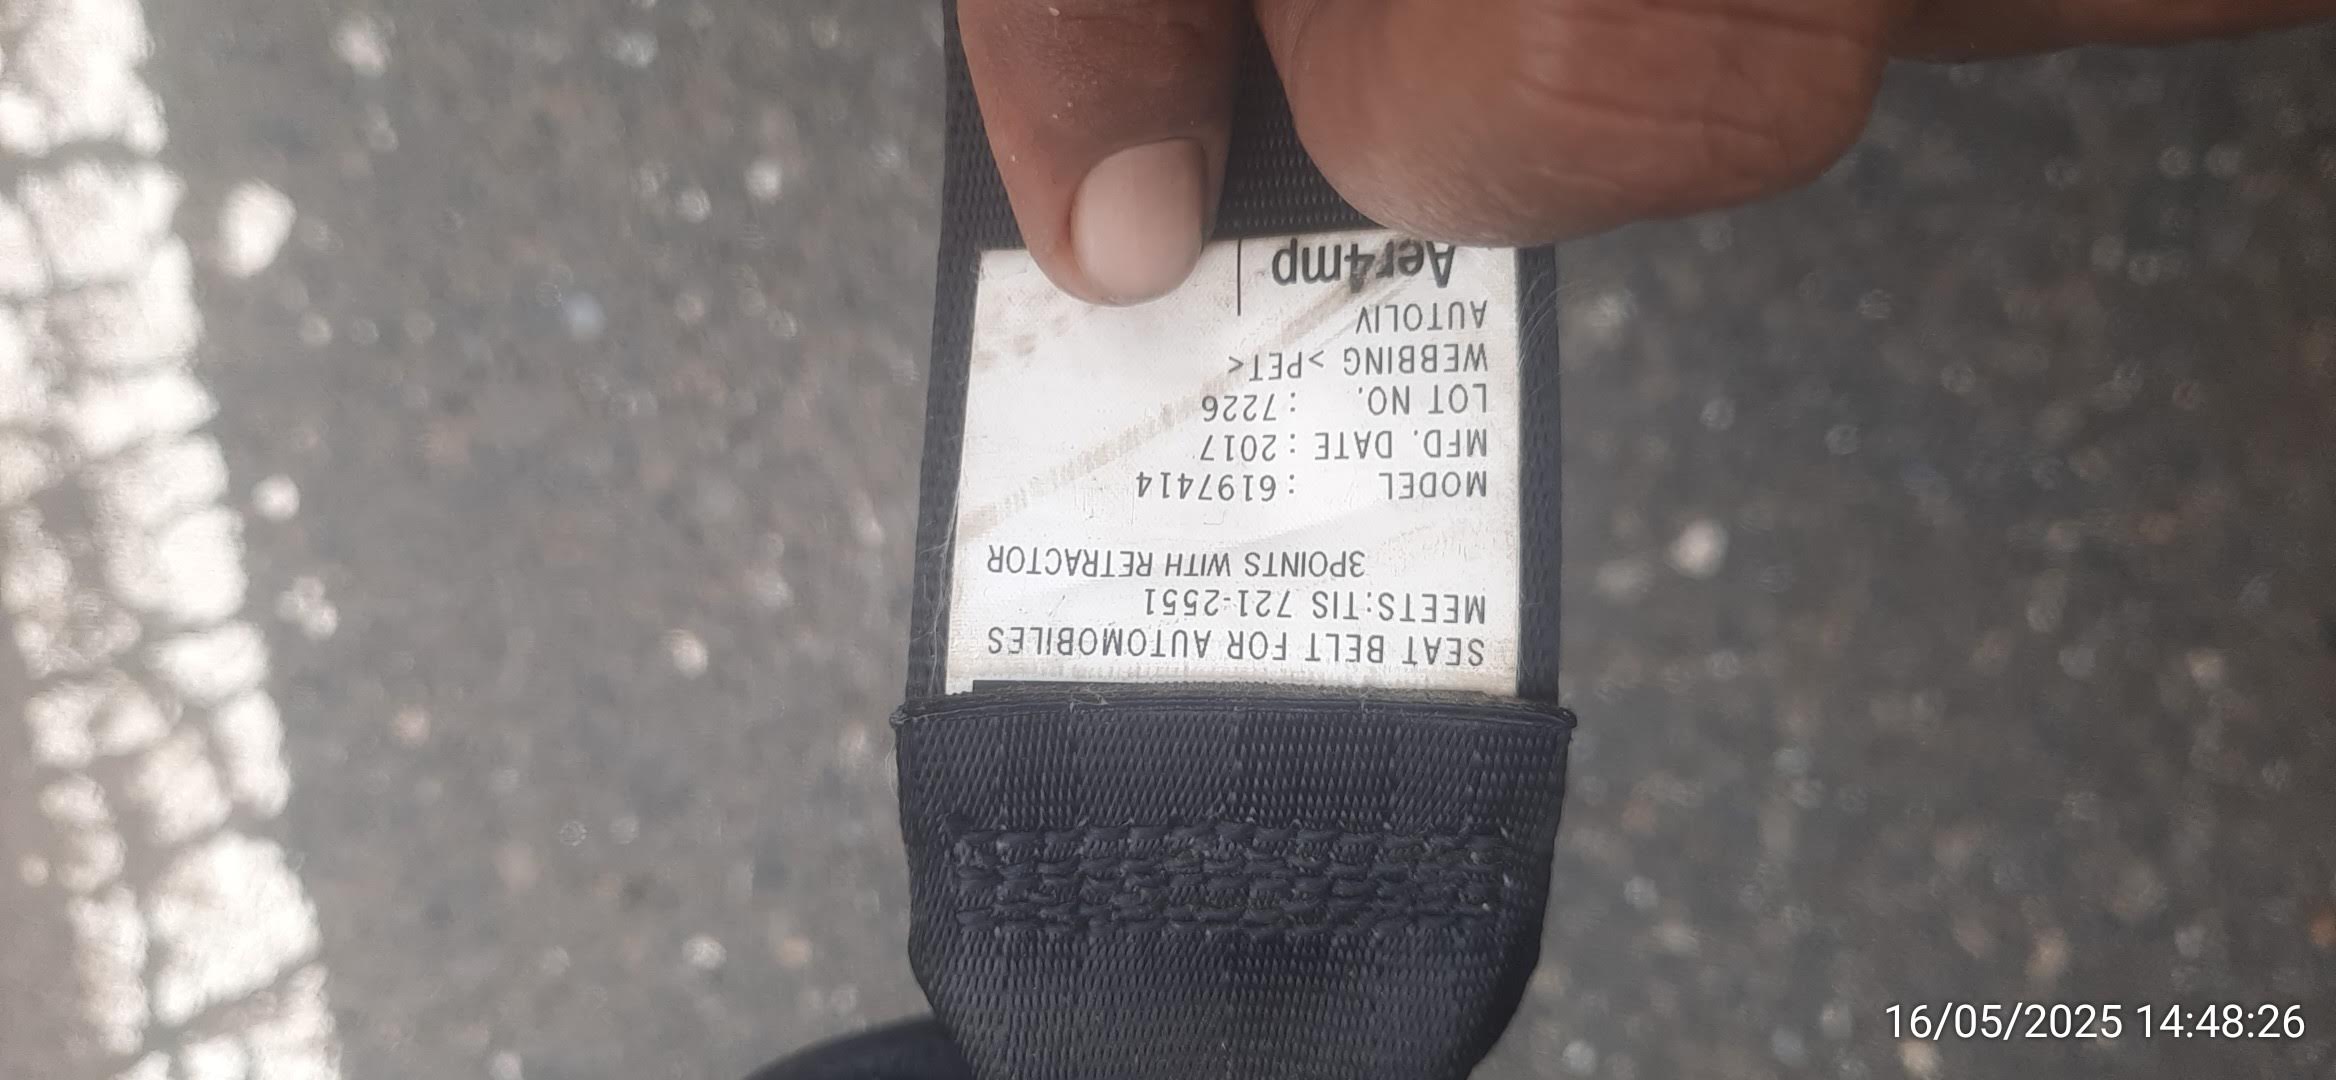 SEAT BELT FOR AUTOMOBILES
MEETS:TIS 721-2551
3POINTS WITH RETRACTOR
MODEL : 6197414
MFD. DATE : 2017
LOT NO. : 7226
WEBBING >PET<
AUTOLIV
Aer4mp
16/05/2025 14:48:26